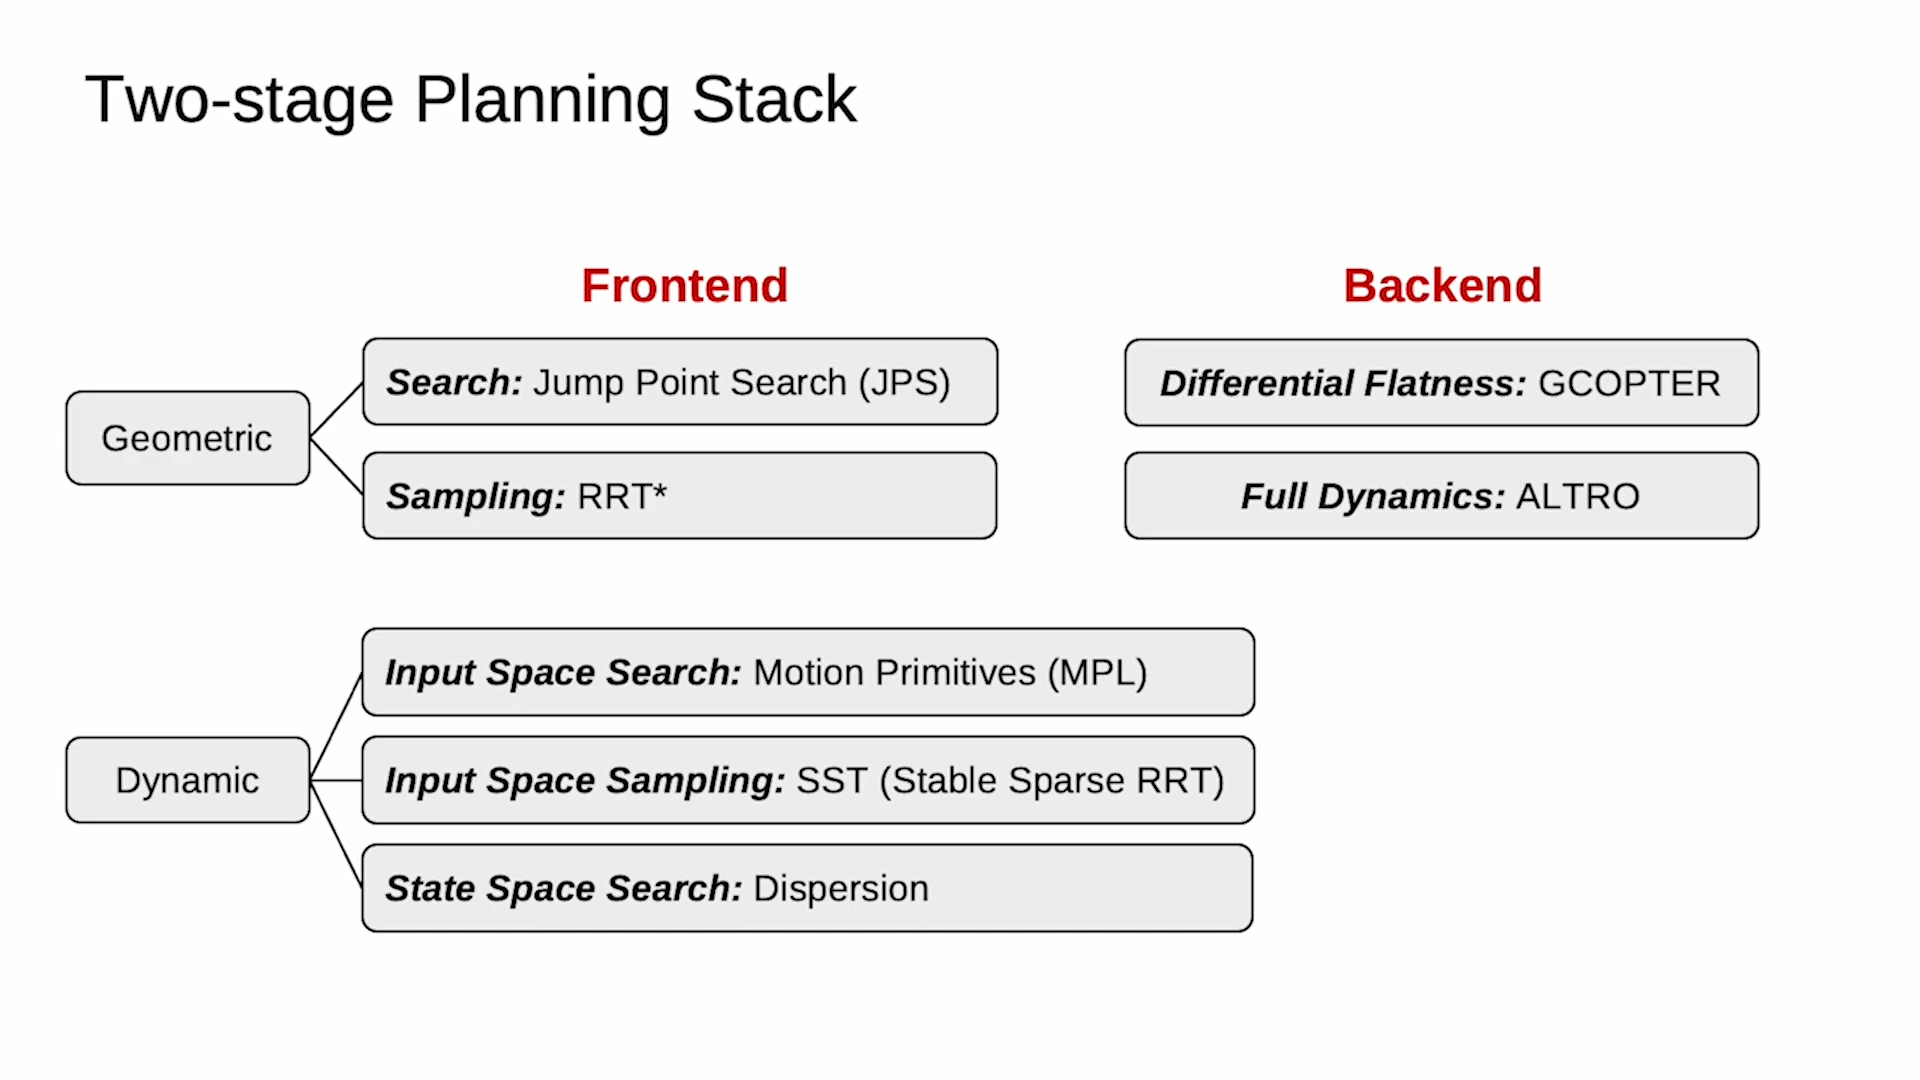 Two-stage Planning Stack
Frontend
Backend
Geometric
Search: Jump Point Search (JPS)
Sampling: RRT*
Differential Flatness: GCOPTER
Full Dynamics: ALTRO
Dynamic
Input Space Search: Motion Primitives (MPL)
Input Space Sampling: SST (Stable Sparse RRT)
State Space Search: Dispersion